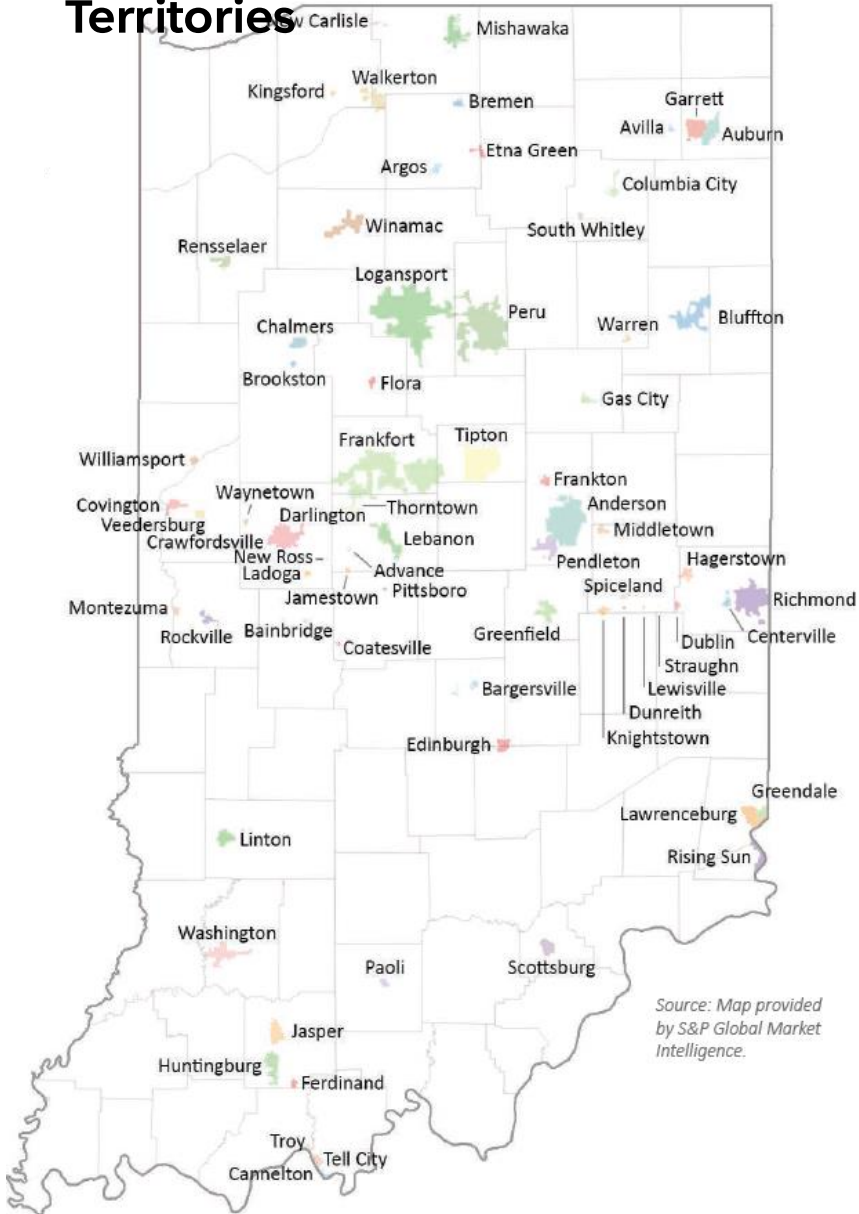 Territories
New Carlisle
Mishawaka
Walkerton
Kingsford
Bremen
Garrett
Avilla
Auburn
Etna Green
Argos
Columbia City
Winamac
South Whitley
Rensselaer
Logansport
Peru
Warren
Bluffton
Chalmers
Brookston
Flora
Gas City
Frankfort
Tipton
Williamsport
Frankton
Waynetown
Anderson
Covington
Thorntown
Darlington
Veedersburg
Middletown
Crawfordsville
Lebanon
New Ross
Pendleton
Hagerstown
Advance
Ladoga
Spiceland
Pittsboro
Jamestown
Richmond
Montezuma
Rockville
Bainbridge
Greenfield
Centerville
Dublin
Coatesville
Straughn
Bargersville
Lewisville
Dunreith
Knightstown
Edinburgh
Greendale
Lawrenceburg
Linton
Rising Sun
Washington
Paoli
Scottsburg
Source: Map provided
by S&P Global Market
Intelligence.
Jasper
Huntingburg
Ferdinand
Troy
Tell City
Cannelton